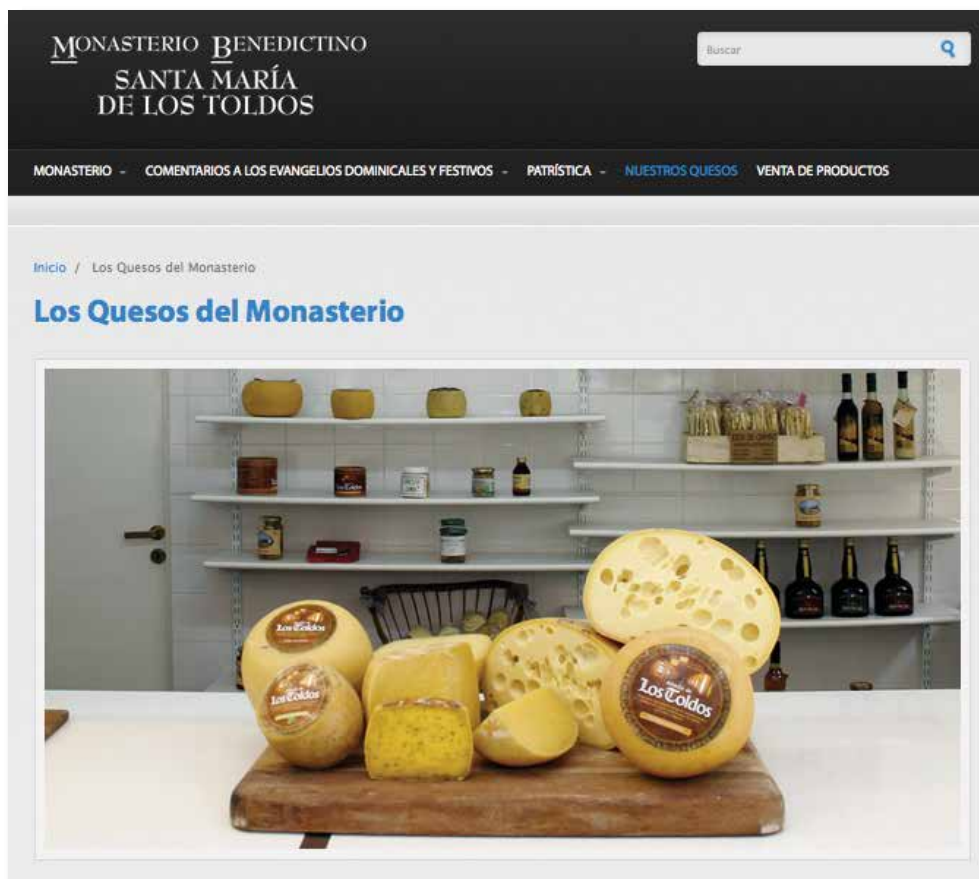 MONASTERIO BENEDICTINO
SANTA MARÍA
DE LOS TOLDOS
Buscar
MONASTERIO COMENTARIOS A LOS EVANGELIOS DOMINICALES Y FESTIVOS PATRÍSTICA NUESTROS QUESOS VENTA DE PRODUCTOS
Inicio / Los Quesos del Monasterio
Los Quesos del Monasterio
Los Toldos
Los Toldos
Los Toldos